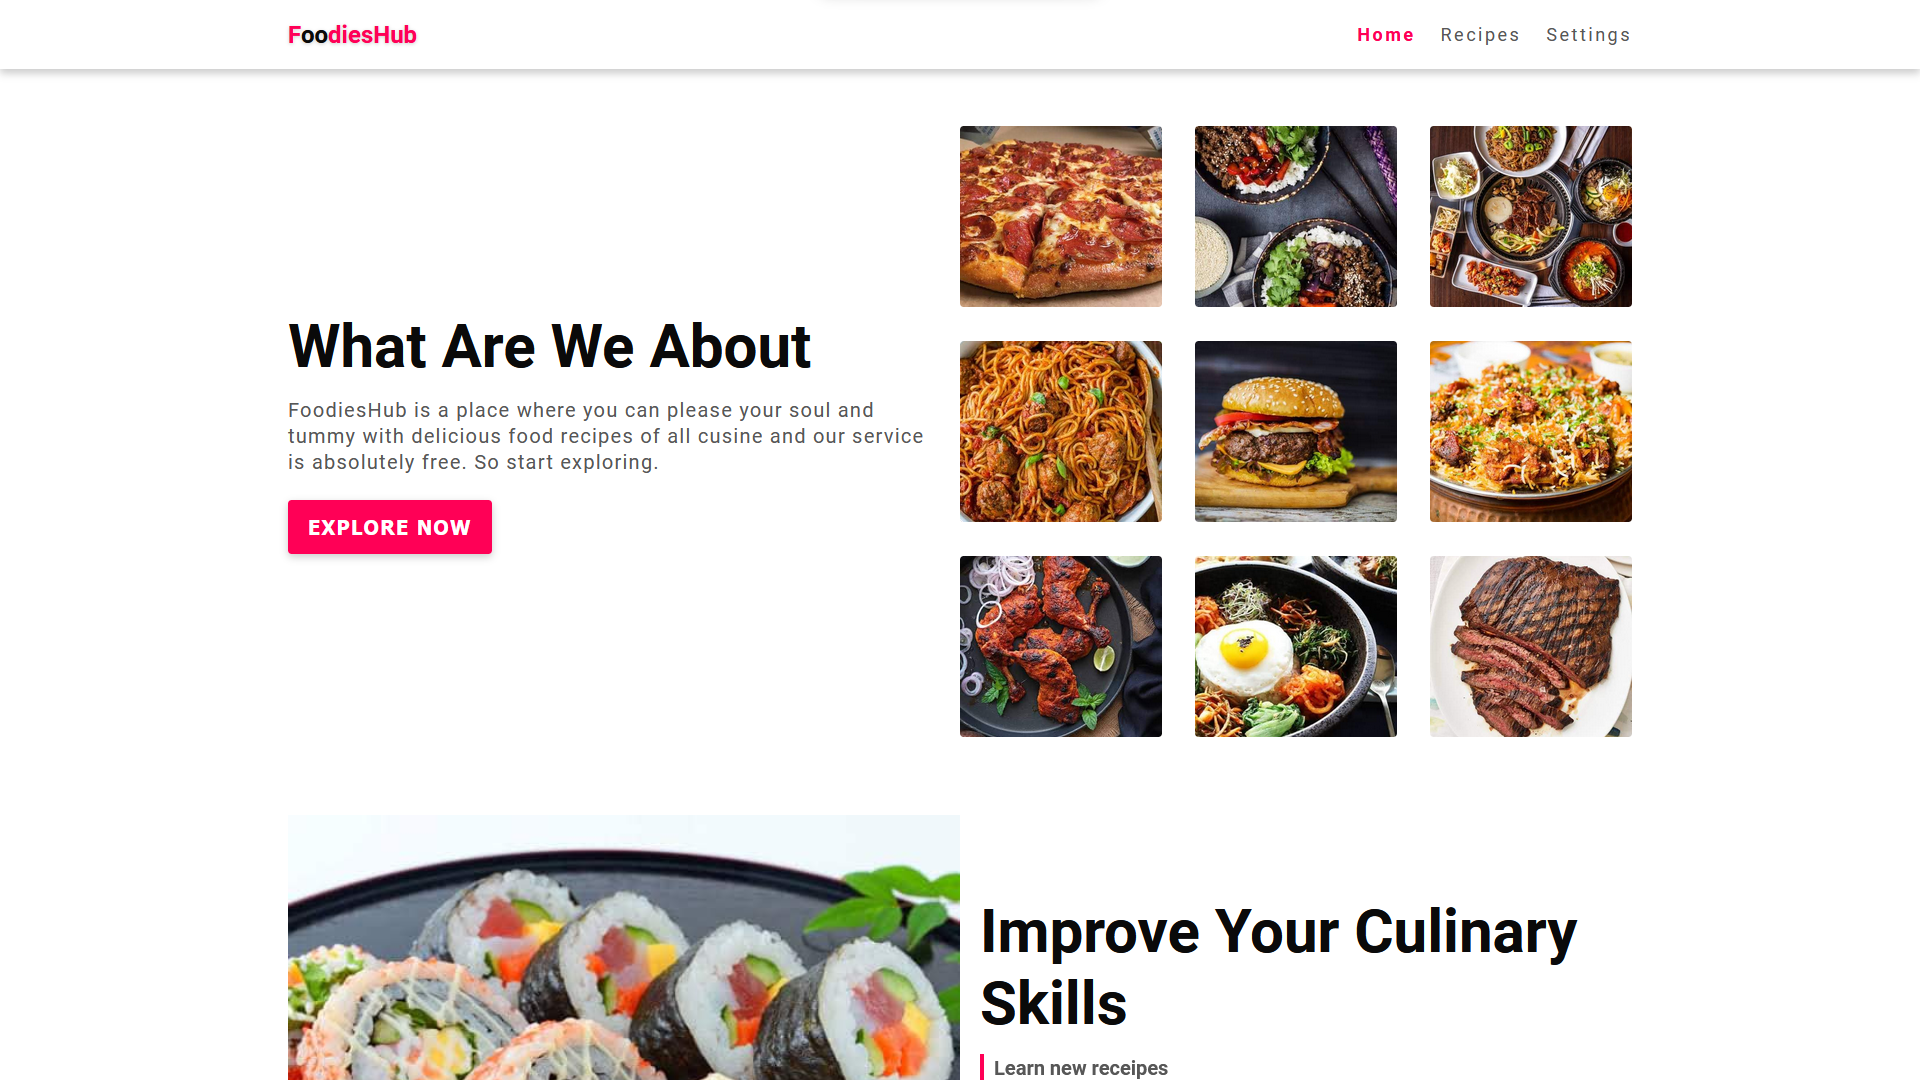 FoodiesHub
Home Recipes Settings
What Are We About
FoodiesHub is a place where you can please your soul and
tummy with delicious food recipes of all cusine and our service
is absolutely free. So start exploring.
EXPLORE NOW
Improve Your Culinary
Skills
Learn new receipes